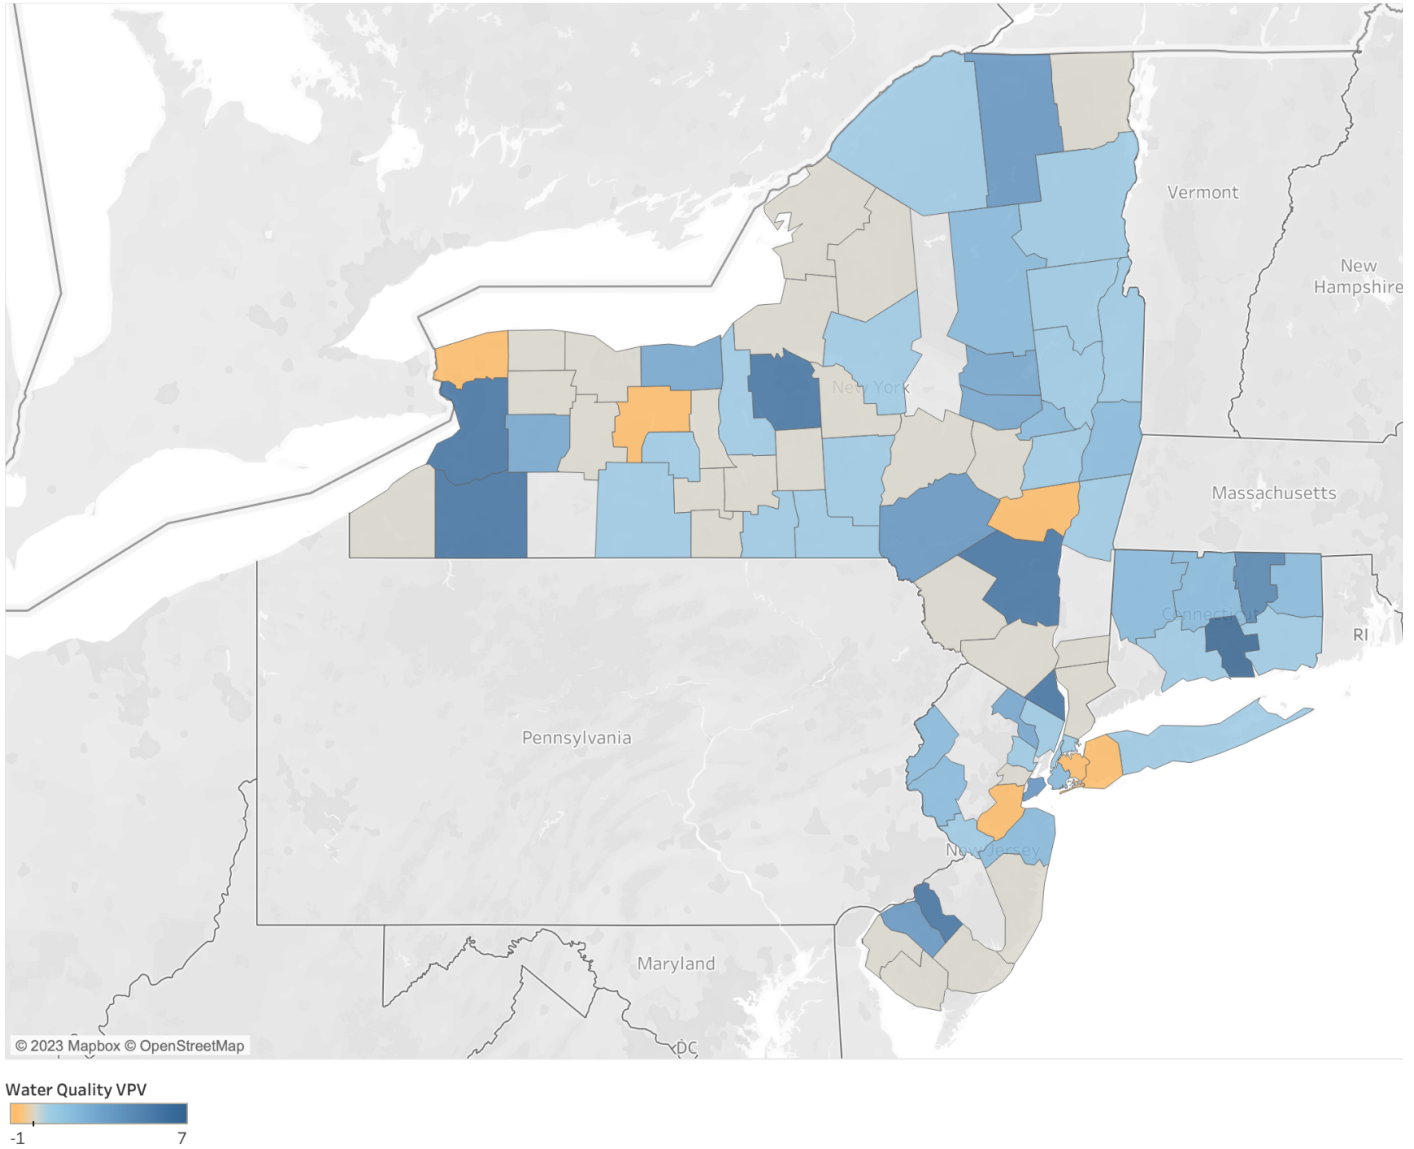 Vermont
New
Hampshire
New York
Massachusetts
Connecticut
RI
Pennsylvania
New Jersey
Maryland
DC
© 2023 Mapbox © OpenStreetMap
Water Quality VPV
-1 7